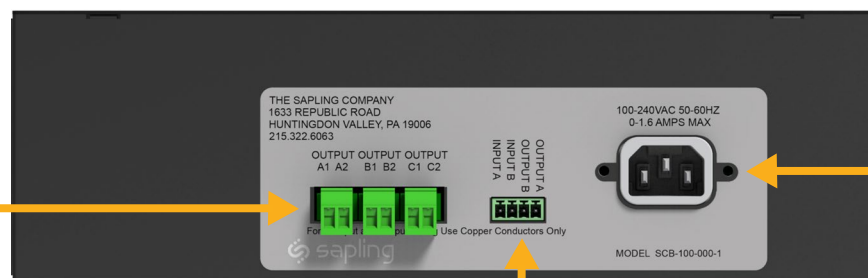 THE SAPLING COMPANY
1633 REPUBLIC ROAD
HUNTINGDON VALLEY, PA 19006
215.322.6063
OUTPUT OUTPUT OUTPUT
A1 A2 B1 B2 C1 C2
INPUT A
INPUT B
OUTPUT B
OUTPUT A
100-240VAC 50-60HZ
0-1.6 AMPS MAX
Use Copper Conductors Only
sapling
MODEL SCB-100-000-1